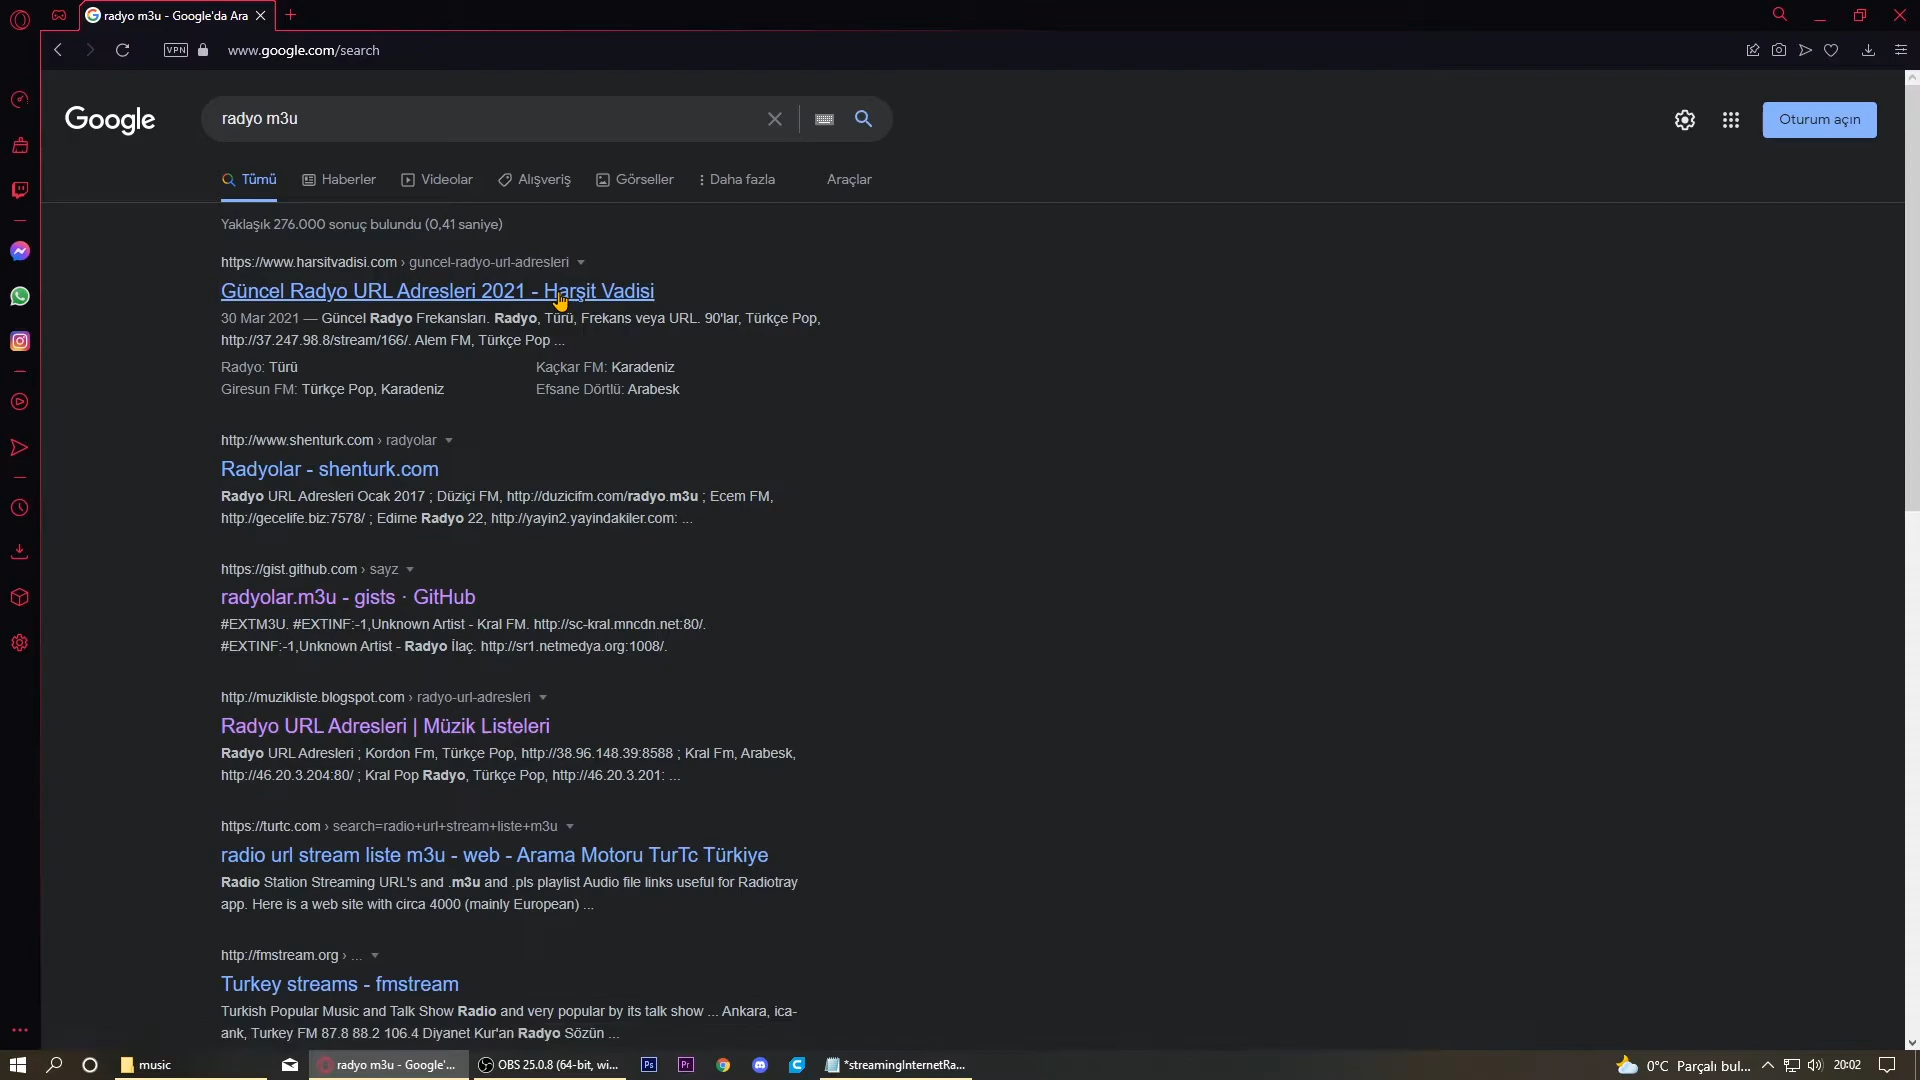 radyo m3u - Google'da Ara
VPN
www.google.com/search
Google
radyo m3u
Oturum açın
Tümü
Haberler
Videolar
Alışveriş
Görseller
Daha fazla
Araçlar
Yaklaşık 276.000 sonuç bulundu (0,41 saniye)
https://www.harsitvadisi.com › guncel-radyo-url-adresleri
Güncel Radyo URL Adresleri 2021 - Harşit Vadisi
30 Mar 2021 — Güncel Radyo Frekansları. Radyo, Türü, Frekans veya URL. 90'lar, Türkçe Pop,
http://37.247.98.8/stream/166/. Alem FM, Türkçe Pop ...
Radyo: Türü
Kaçkar FM: Karadeniz
Giresun FM: Türkçe Pop, Karadeniz
Efsane Dörtlü: Arabesk
http://www.shenturk.com › radyolar
Radyolar - shenturk.com
Radyo URL Adresleri Ocak 2017 ; Düziçi FM, http://duzicifm.com/radyo.m3u ; Ecem FM,
http://gecelife.biz:7578/ ; Edirne Radyo 22, http://yayin2.yayindakiler.com: ...
https://gist.github.com › sayz
radyolar.m3u - gists · GitHub
#EXTM3U. #EXTINF:-1,Unknown Artist - Kral FM. http://sc-kral.mncdn.net:80/.
#EXTINF:-1,Unknown Artist - Radyo İlaç. http://sr1.netmedya.org:1008/.
http://muzikliste.blogspot.com › radyo-url-adresleri
Radyo URL Adresleri | Müzik Listeleri
Radyo URL Adresleri ; Kordon Fm, Türkçe Pop, http://38.96.148.39:8588 ; Kral Fm, Arabesk,
http://46.20.3.204:80/ ; Kral Pop Radyo, Türkçe Pop, http://46.20.3.201: ...
https://turtc.com › search=radio+url+stream+liste+m3u
radio url stream liste m3u - web - Arama Motoru TurTc Türkiye
Radio Station Streaming URL's and .m3u and .pls playlist Audio file links useful for Radiotray
app. Here is a web site with circa 4000 (mainly European) ...
http://fmstream.org › ...
Turkey streams - fmstream
Turkish Popular Music and Talk Show Radio and very popular by its talk show ... Ankara, ica-
ank, Turkey FM 87.8 88.2 106.4 Diyanet Kur'an Radyo Sözün ...
music
radyo m3u - Google'...
OBS 25.0.8 (64-bit, wi...
Ps
Pr
*streamingInternetRa...
0°C Parçalı bul...
20:02